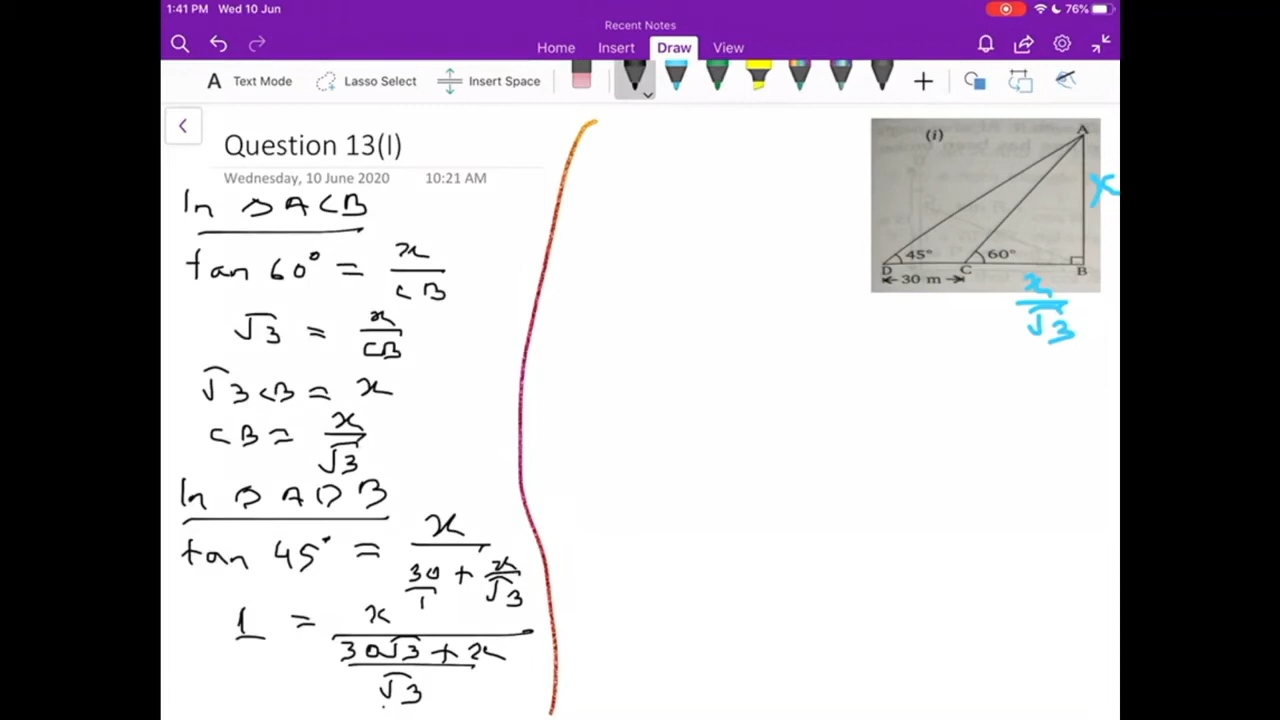 1:41 PM Wed 10 Jun
76%
Recent Notes
Home Insert Draw View
A Text Mode Lasso Select Insert Space
Question 13(I)
Wednesday, 10 June 2020 10:21 AM
In △ ACB
tan 60° = x / CB
√3 = x / CB
√3 CB = x
CB = x / √3
In △ ADB
tan 45° = x / (30/1 + x/√3)
1 = x / ((30√3 + x) / √3)
(i)
A
x
45° 60°
D C B
30 m
x / √3